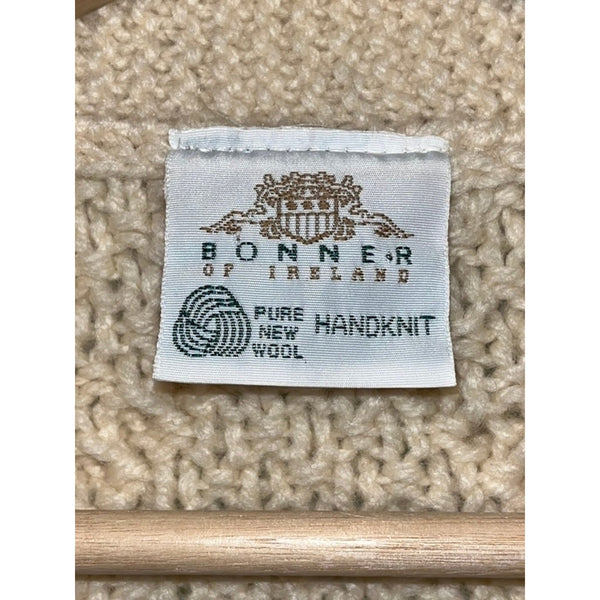 BONNER
OF IRELAND
PURE
NEW
WOOL
HANDKNIT